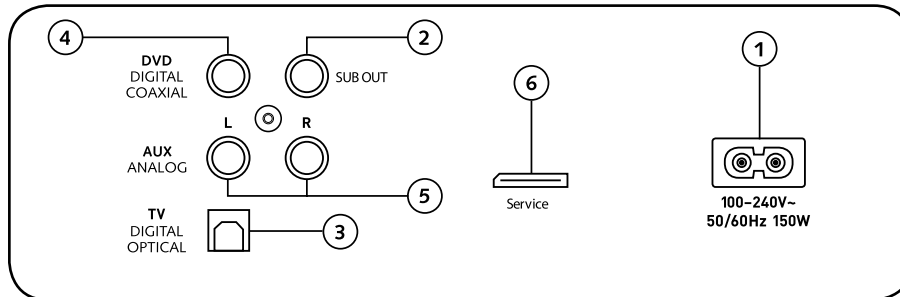 4
2
1
DVD
DIGITAL
COAXIAL
SUB OUT
6
L R
AUX
ANALOG
5
Service
100–240V~
50/60Hz 150W
TV
DIGITAL
OPTICAL
3